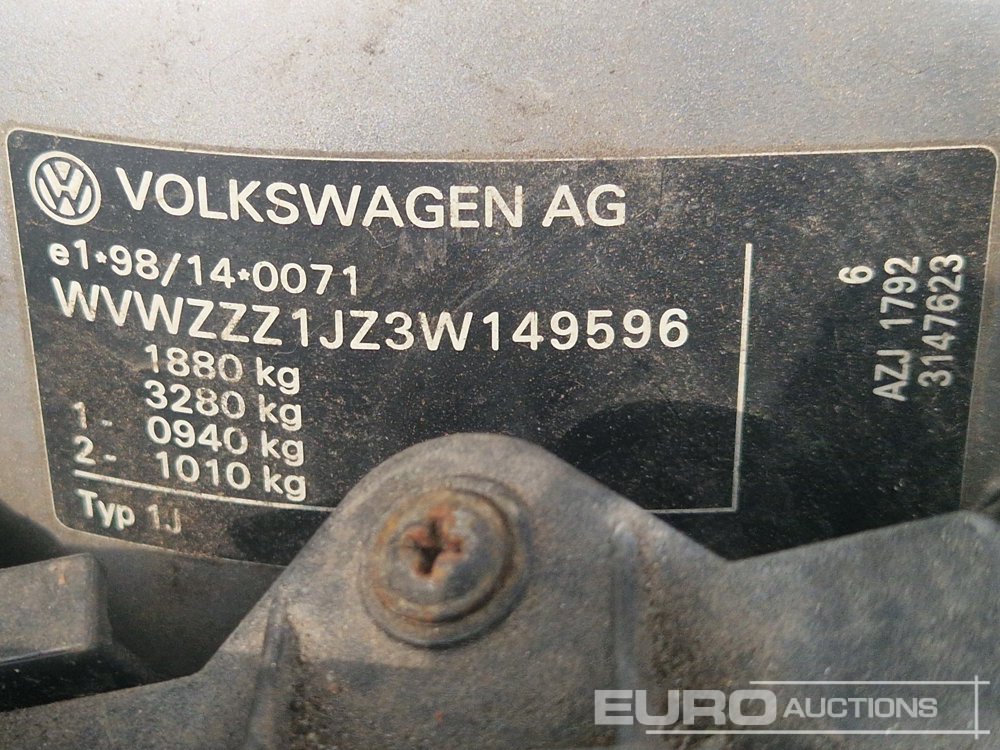 VOLKSWAGEN AG
e1*98/14*0071
WVWZZZ1JZ3W149596
1880 kg
3280 kg
1- 0940 kg
2- 1010 kg
Typ 1J
6
AZJ 1792
3147623
EURO AUCTIONS